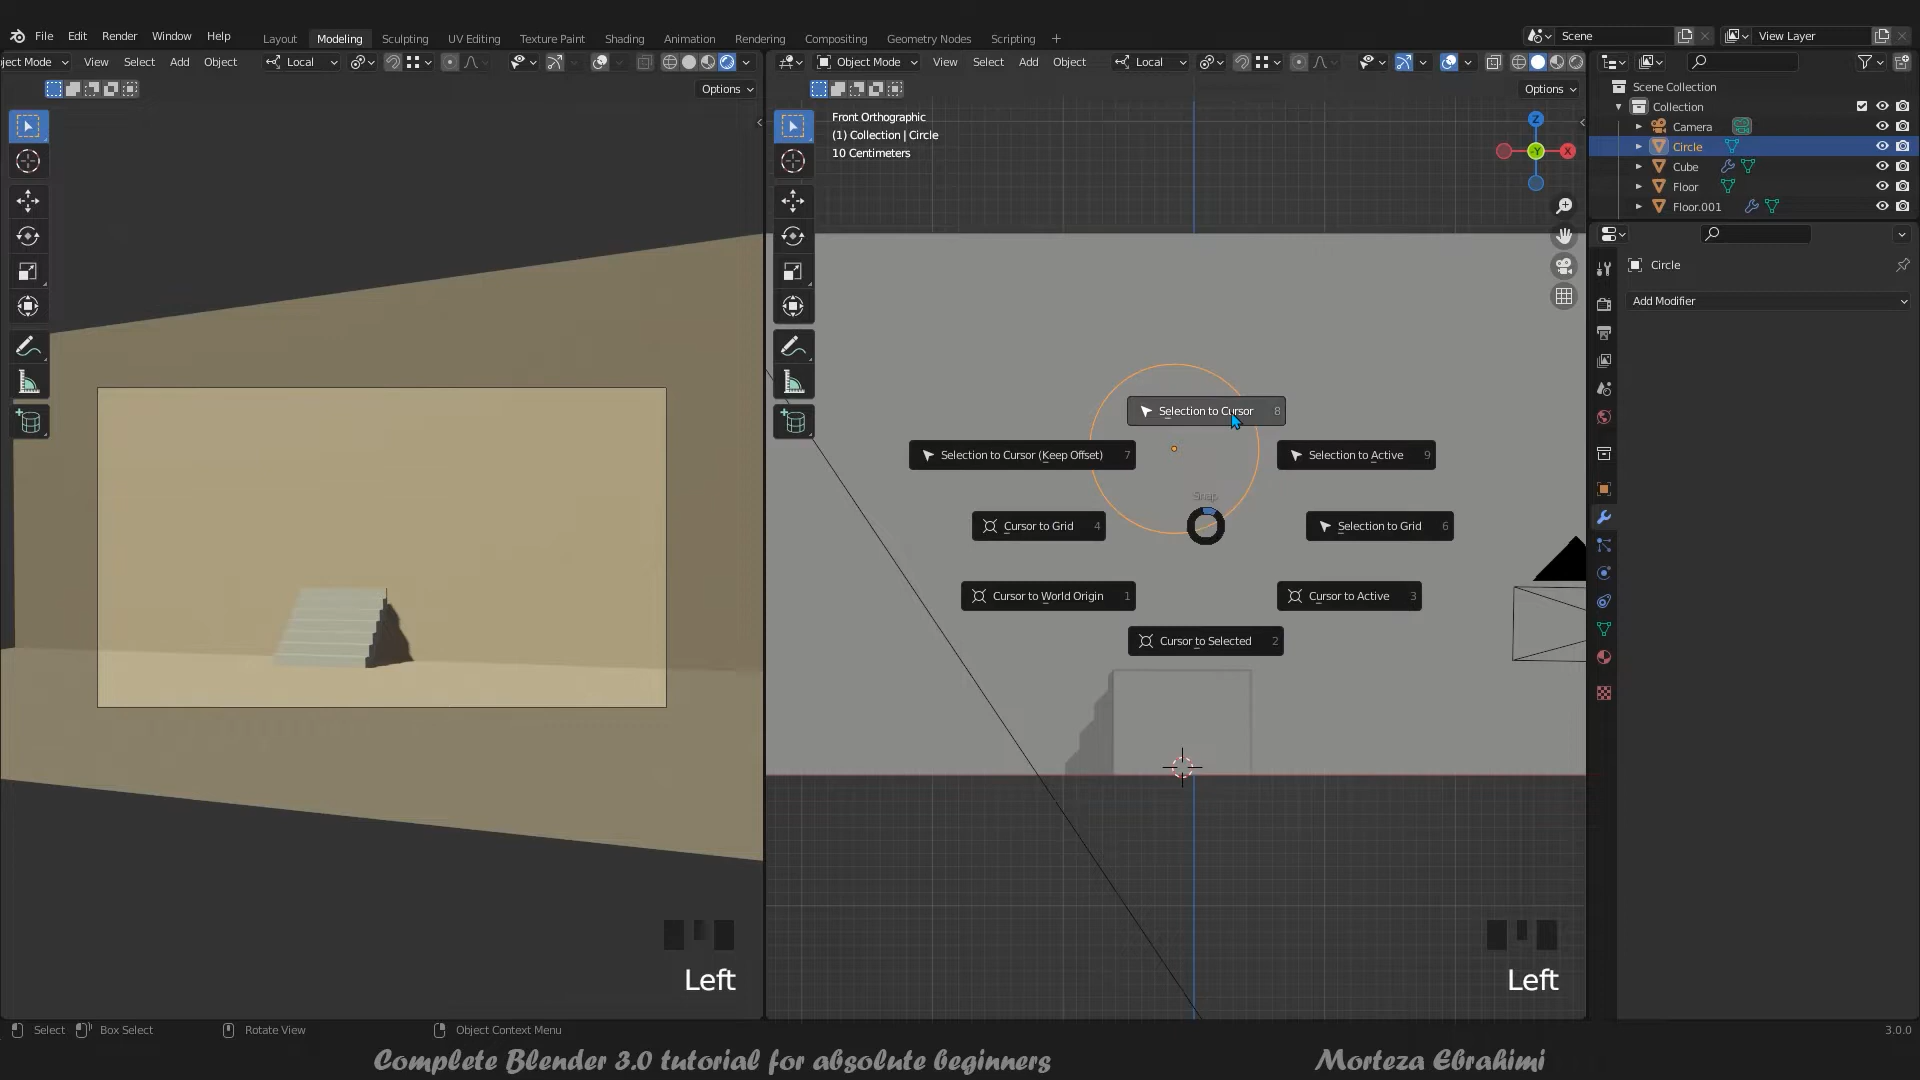 File Edit Render Window Help
Layout Modeling Sculpting UV Editing Texture Paint Shading Animation Rendering Compositing Geometry Nodes Scripting +
Scene
View Layer
ject Mode View Select Add Object Local
Object Mode View Select Add Object Local
Options
Options
Front Orthographic
(1) Collection | Circle
10 Centimeters
Z
-Y
X
Scene Collection
Collection
Camera
Circle
Cube
Floor
Floor.001
Circle
Add Modifier
Selection to Cursor 8
Selection to Cursor (Keep Offset) 7
Selection to Active 9
Snap
Cursor to Grid 4
Selection to Grid 6
Cursor to World Origin 1
Cursor to Active 3
Cursor to Selected 2
Left
Left
Select Box Select Rotate View Object Context Menu
3.0.0
Complete Blender 3.0 tutorial for absolute beginners
Morteza Ebrahimi